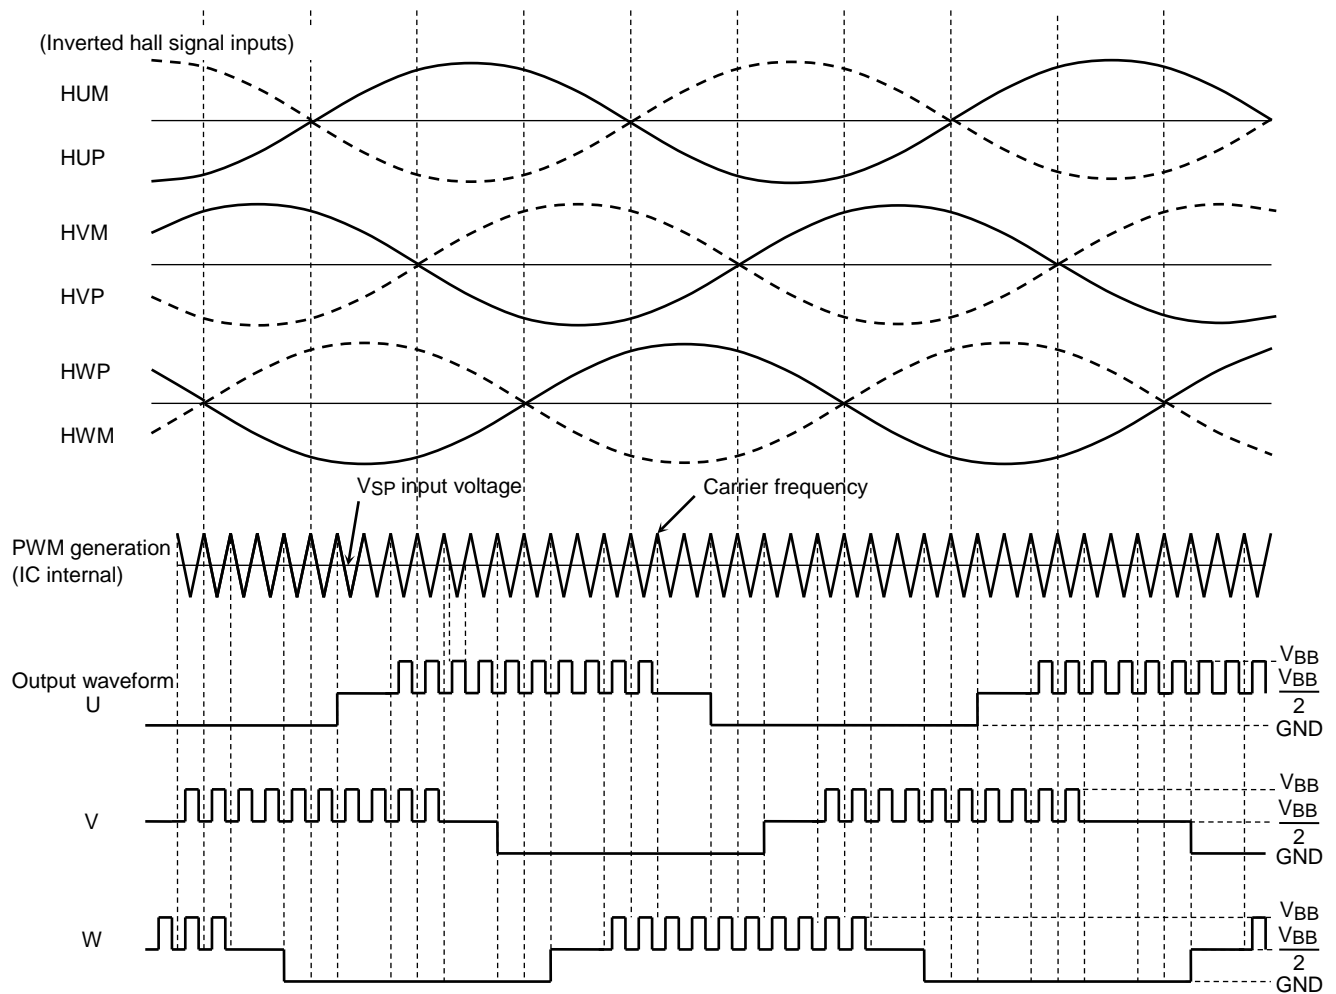 (Inverted hall signal inputs)
HUM
HUP
HVM
HVP
HWP
HWM
VSP input voltage
Carrier frequency
PWM generation
(IC internal)
Output waveform
U
VBB
VBB
2
GND
V
VBB
VBB
2
GND
W
VBB
VBB
2
GND